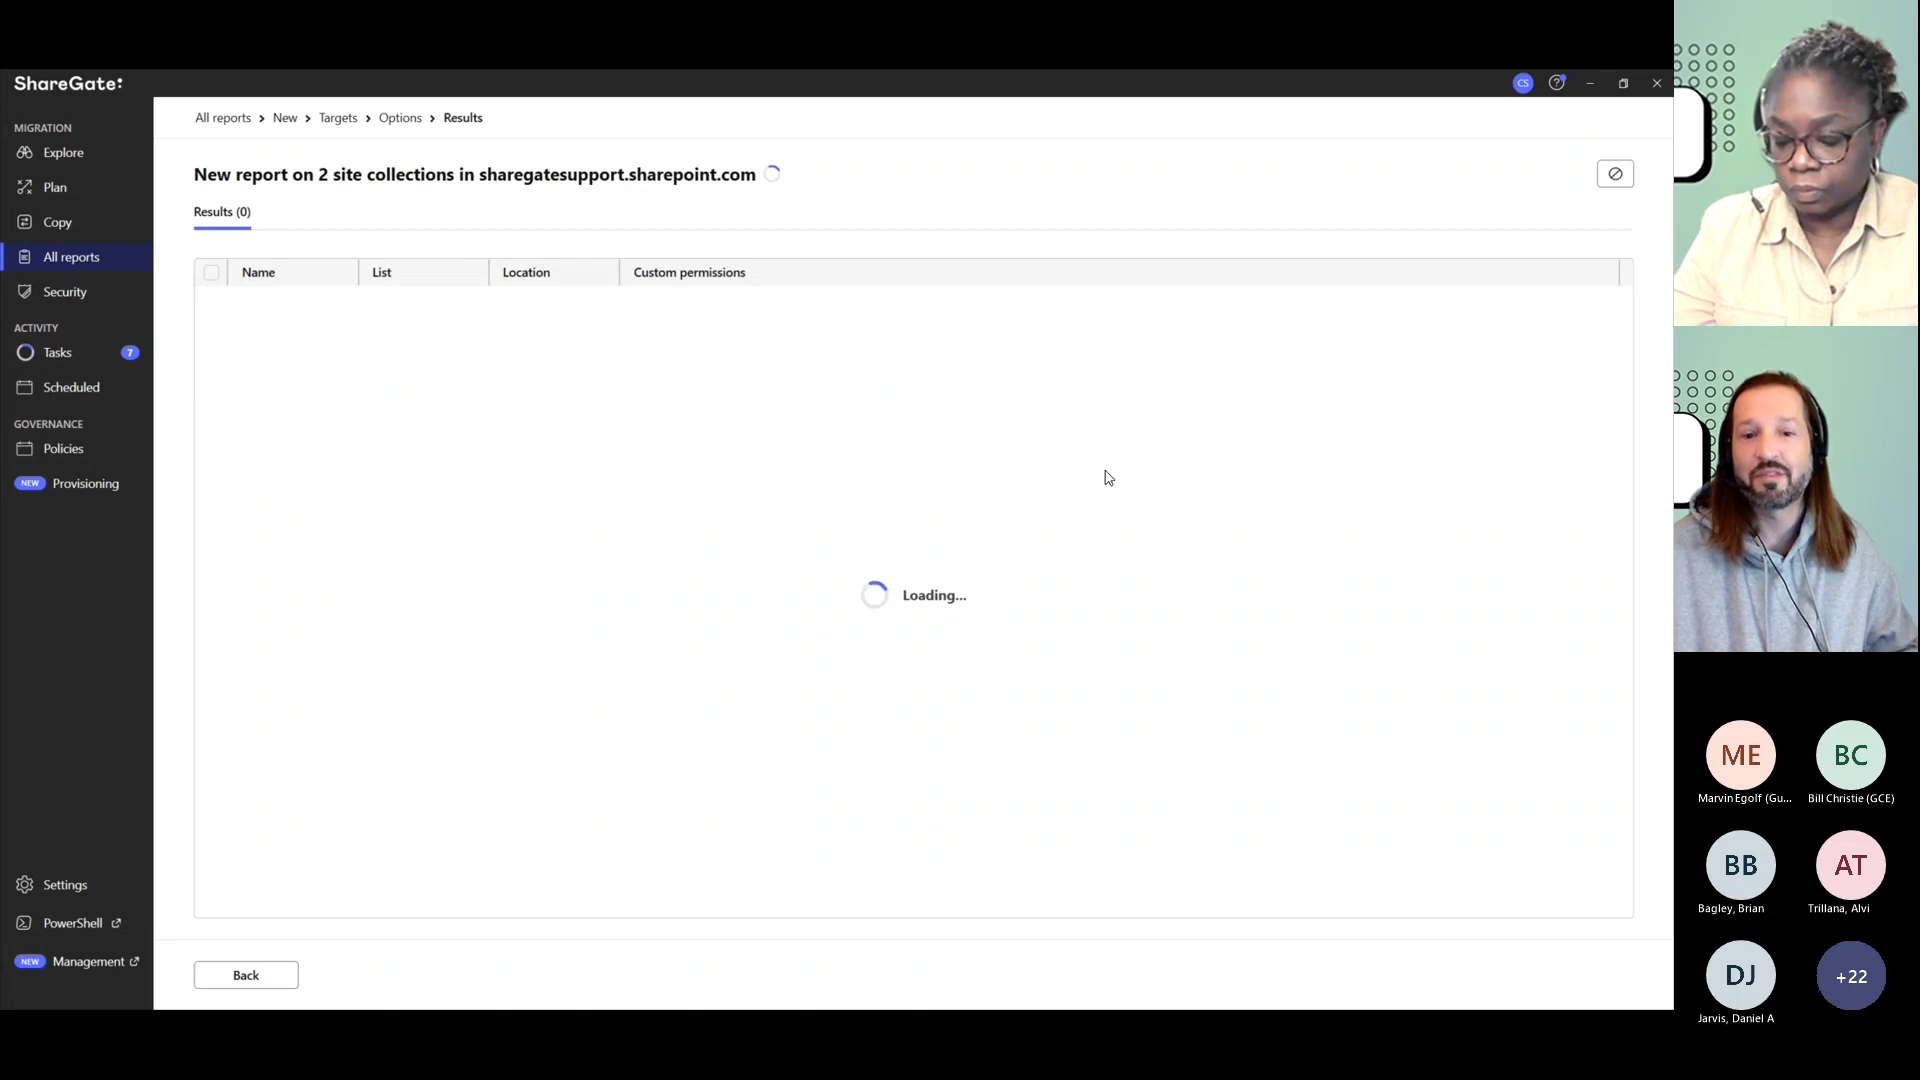 ShareGate:
CS
All reports > New > Targets > Options > Results
MIGRATION
Explore
Plan
Copy
All reports
Security
ACTIVITY
Tasks 7
Scheduled
GOVERNANCE
Policies
NEW Provisioning
Settings
PowerShell
NEW Management
New report on 2 site collections in sharegatesupport.sharepoint.com
Results (0)
Name List Location Custom permissions
Loading...
Back
ME BC
Marvin Egolf (Gu... Bill Christie (GCE)
BB AT
Bagley, Brian Trillana, Alvi
DJ +22
Jarvis, Daniel A